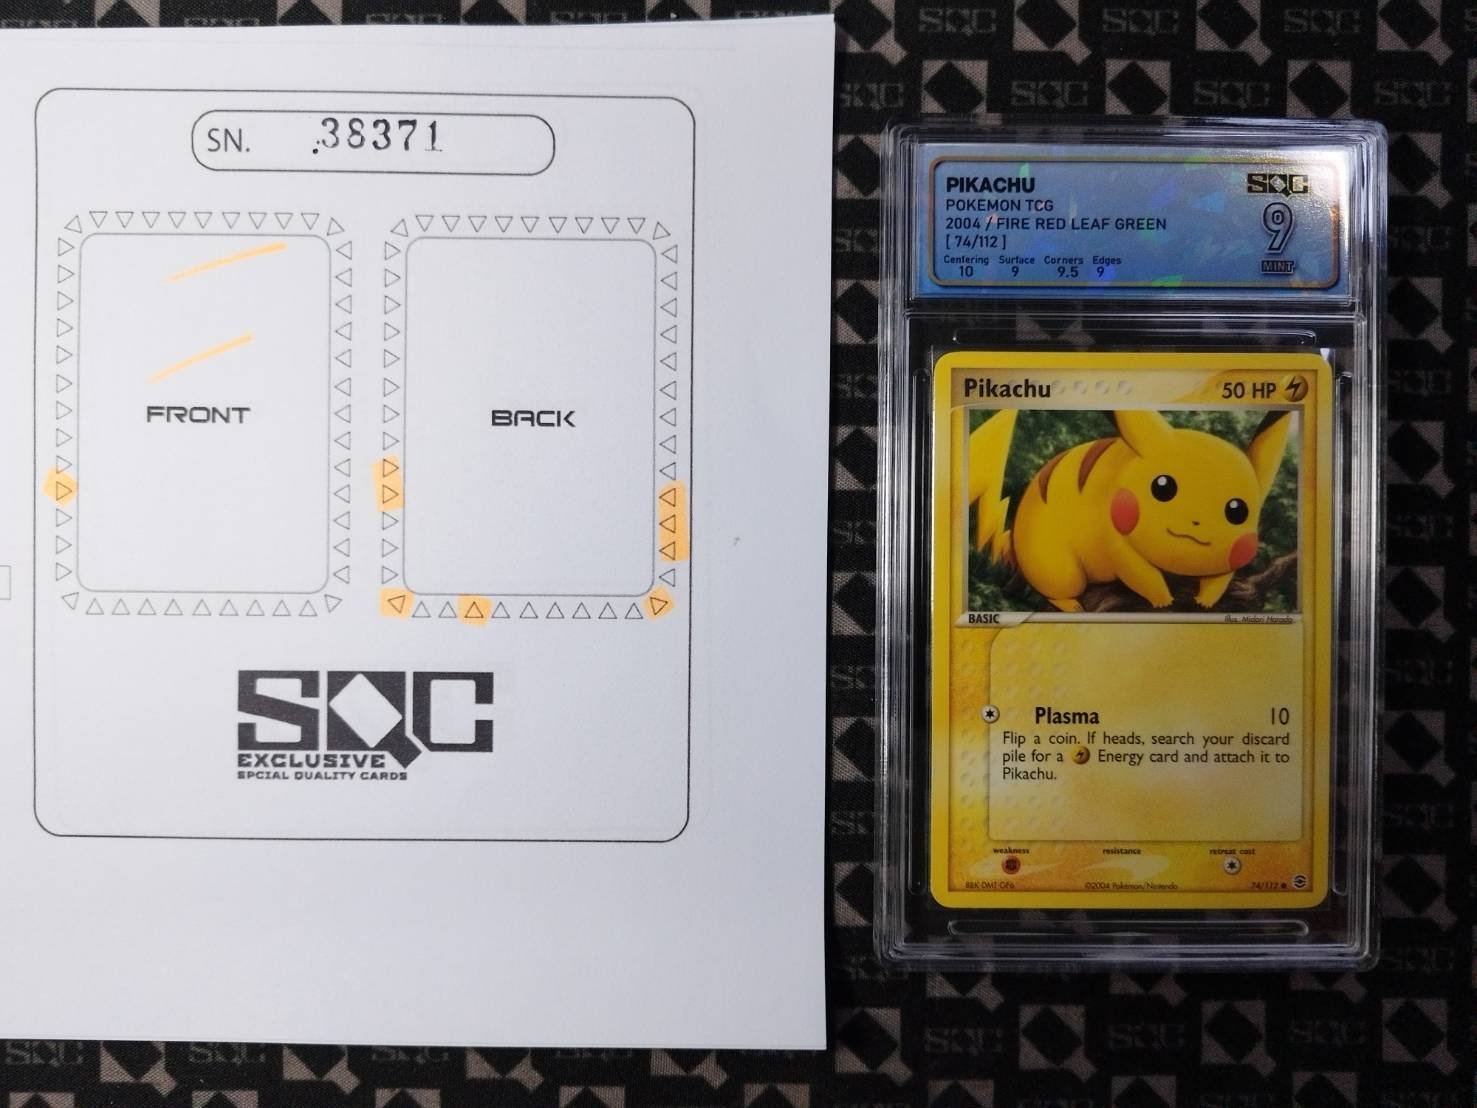 SN. 38371
FRONT
BACK
SQC
EXCLUSIVE
SPCIAL QUALITY CARDS
PIKACHU
POKEMON TCG
2004 / FIRE RED LEAF GREEN
[ 74/112 ]
Centering Surface Corners Edges
10 9 9.5 9
SQC
9
MINT
Pikachu 50 HP
BASIC Illus. Midori Harada
Plasma 10
Flip a coin. If heads, search your discard
pile for a Energy card and attach it to
Pikachu.
weakness resistance retreat cost
©2004 Pokémon/Nintendo 74/112